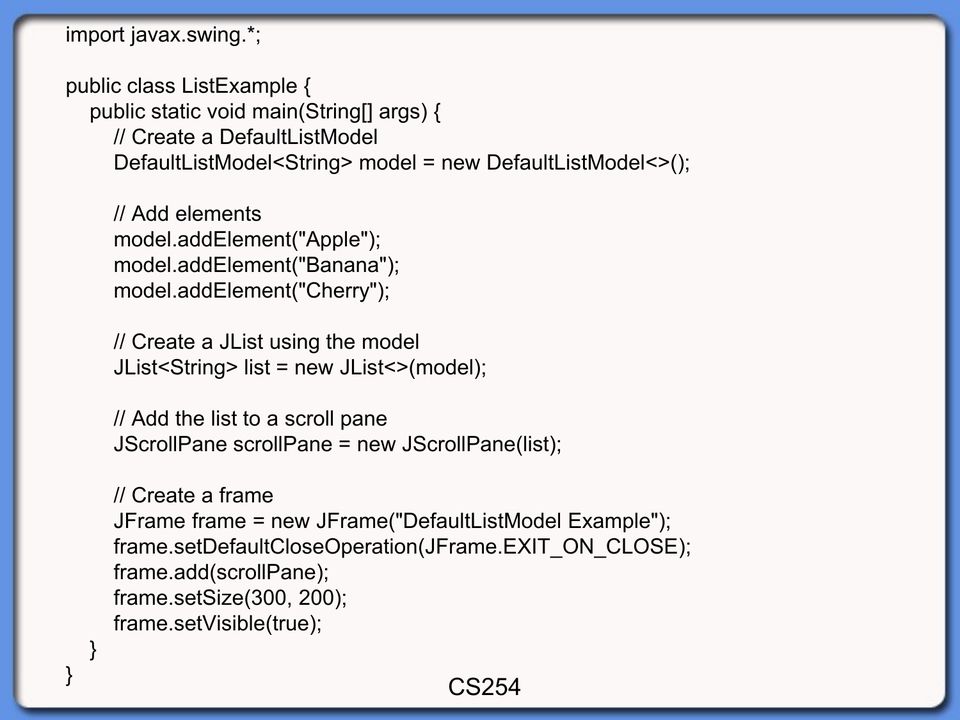 import javax.swing.*;
public class ListExample {
public static void main(String[] args) {
// Create a DefaultListModel
DefaultListModel<String> model = new DefaultListModel<>();
// Add elements
model.addElement("Apple");
model.addElement("Banana");
model.addElement("Cherry");
// Create a JList using the model
JList<String> list = new JList<>(model);
// Add the list to a scroll pane
JScrollPane scrollPane = new JScrollPane(list);
// Create a frame
JFrame frame = new JFrame("DefaultListModel Example");
frame.setDefaultCloseOperation(JFrame.EXIT_ON_CLOSE);
frame.add(scrollPane);
frame.setSize(300, 200);
frame.setVisible(true);
}
}
CS254